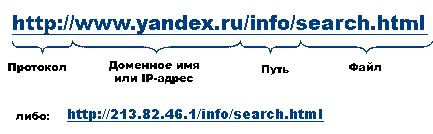 http://www.yandex.ru/info/search.html
Протокол Доменное имя Путь Файл
или IP-адрес
либо: http://213.82.46.1/info/search.html